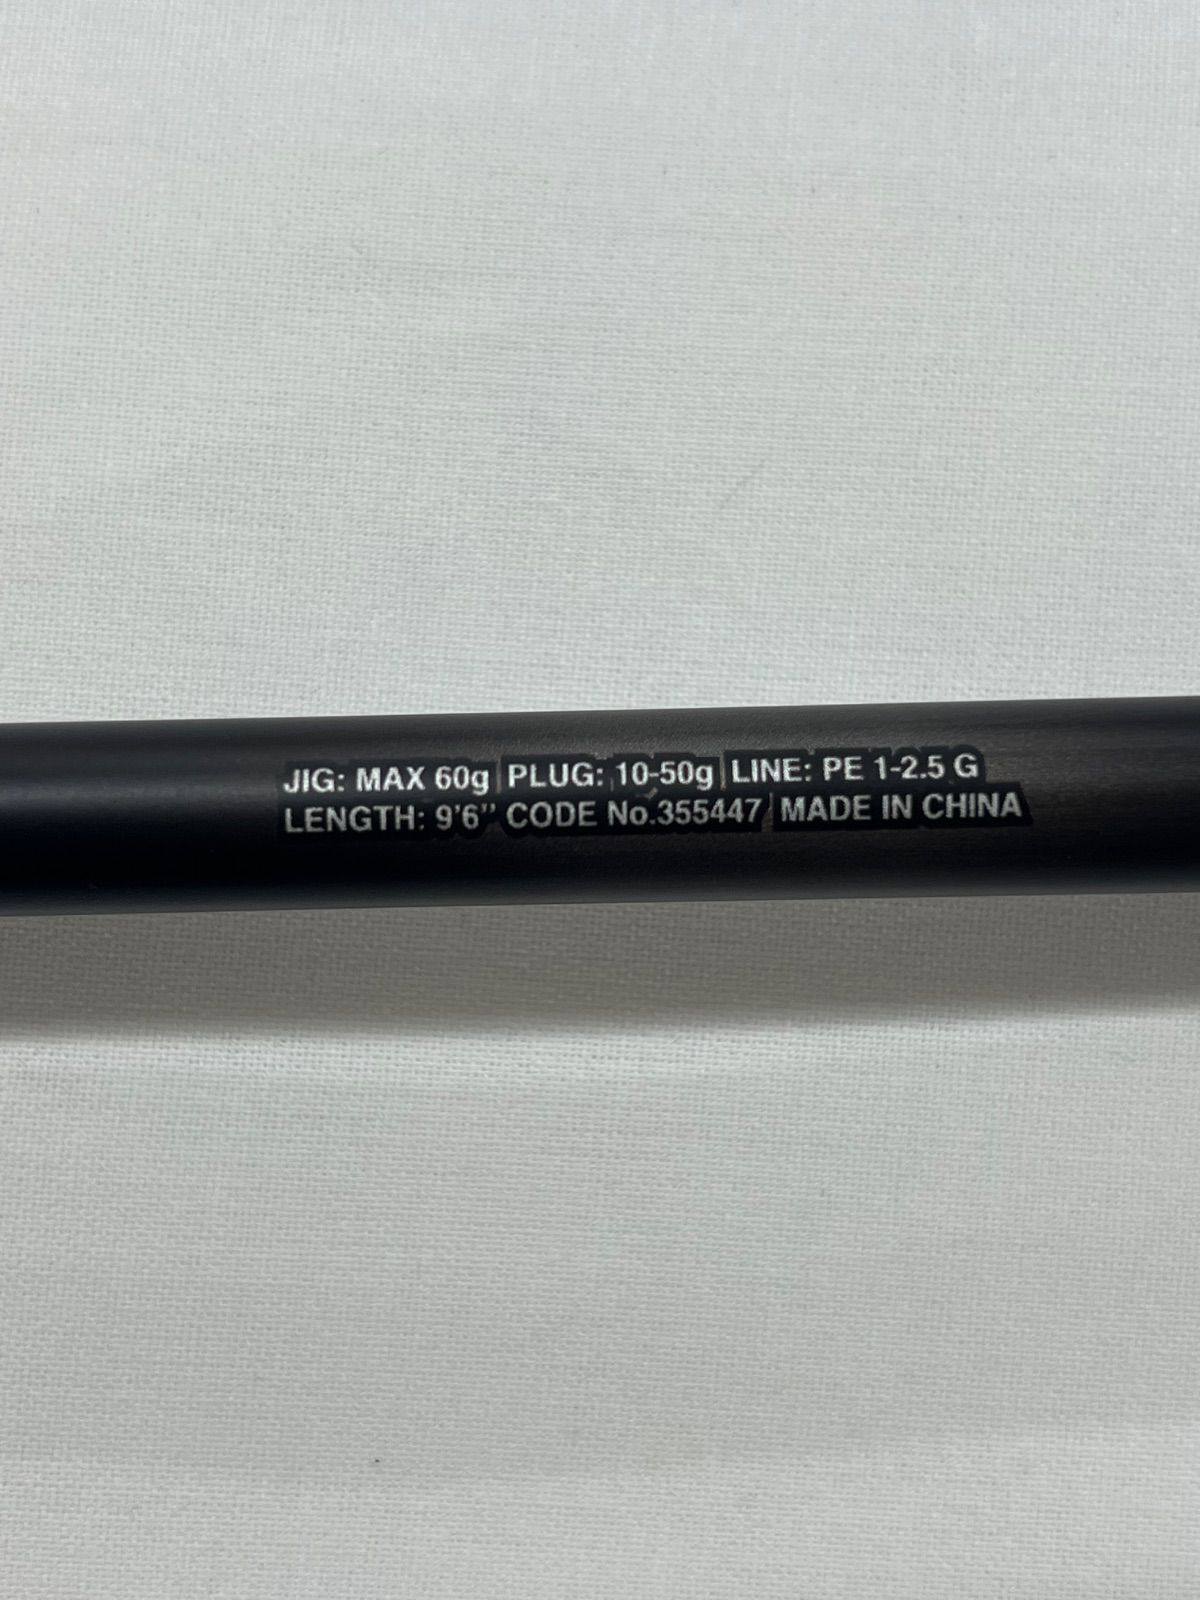 JIG: MAX 60g | PLUG: 10-50g | LINE: PE 1-2.5 G
LENGTH: 9'6" CODE No.355447 | MADE IN CHINA